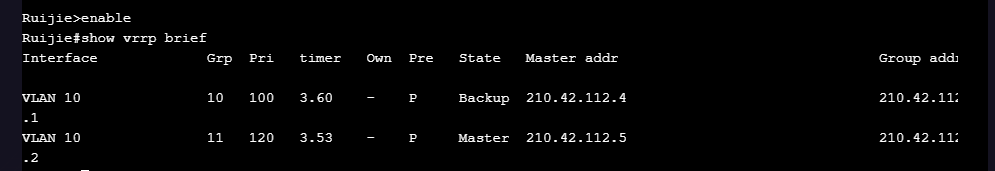 Ruijie>enable
Ruijie#show vrrp brief
Interface Grp Pri timer Own Pre State Master addr Group addr
VLAN 10 10 100 3.60 - P Backup 210.42.112.4 210.42.112
.1
VLAN 10 11 120 3.53 - P Master 210.42.112.5 210.42.112
.2